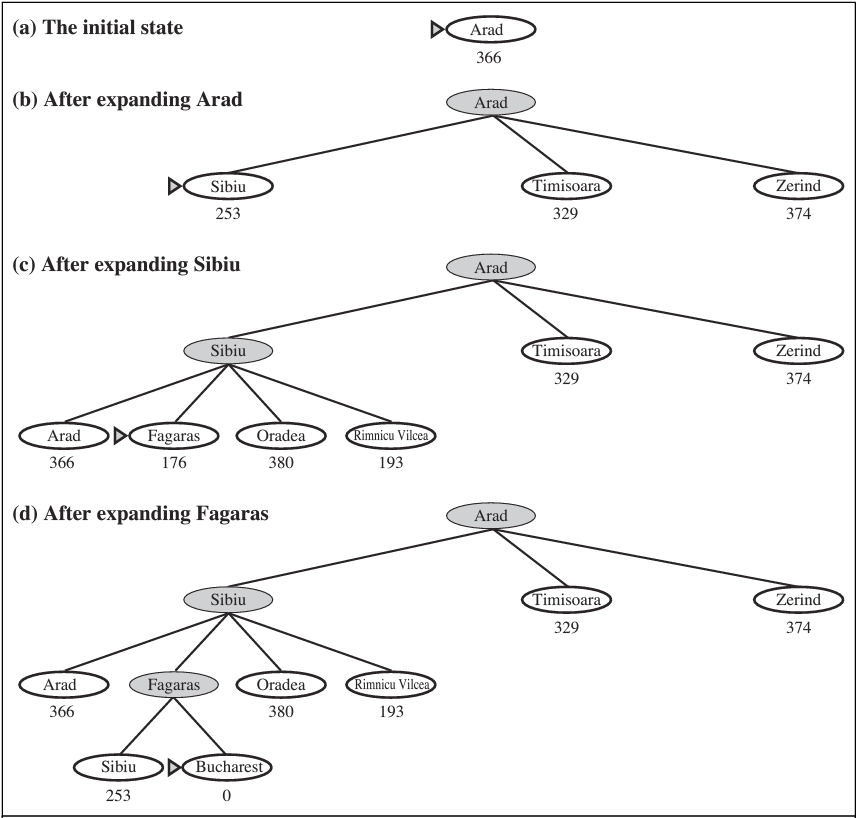 (a) The initial state
Arad
366
(b) After expanding Arad
Arad
Sibiu Timisoara Zerind
253 329 374
(c) After expanding Sibiu
Arad
Sibiu Timisoara Zerind
329 374
Arad Fagaras Oradea Rimnicu Vilcea
366 176 380 193
(d) After expanding Fagaras
Arad
Sibiu Timisoara Zerind
329 374
Arad Fagaras Oradea Rimnicu Vilcea
366 380 193
Sibiu Bucharest
253 0